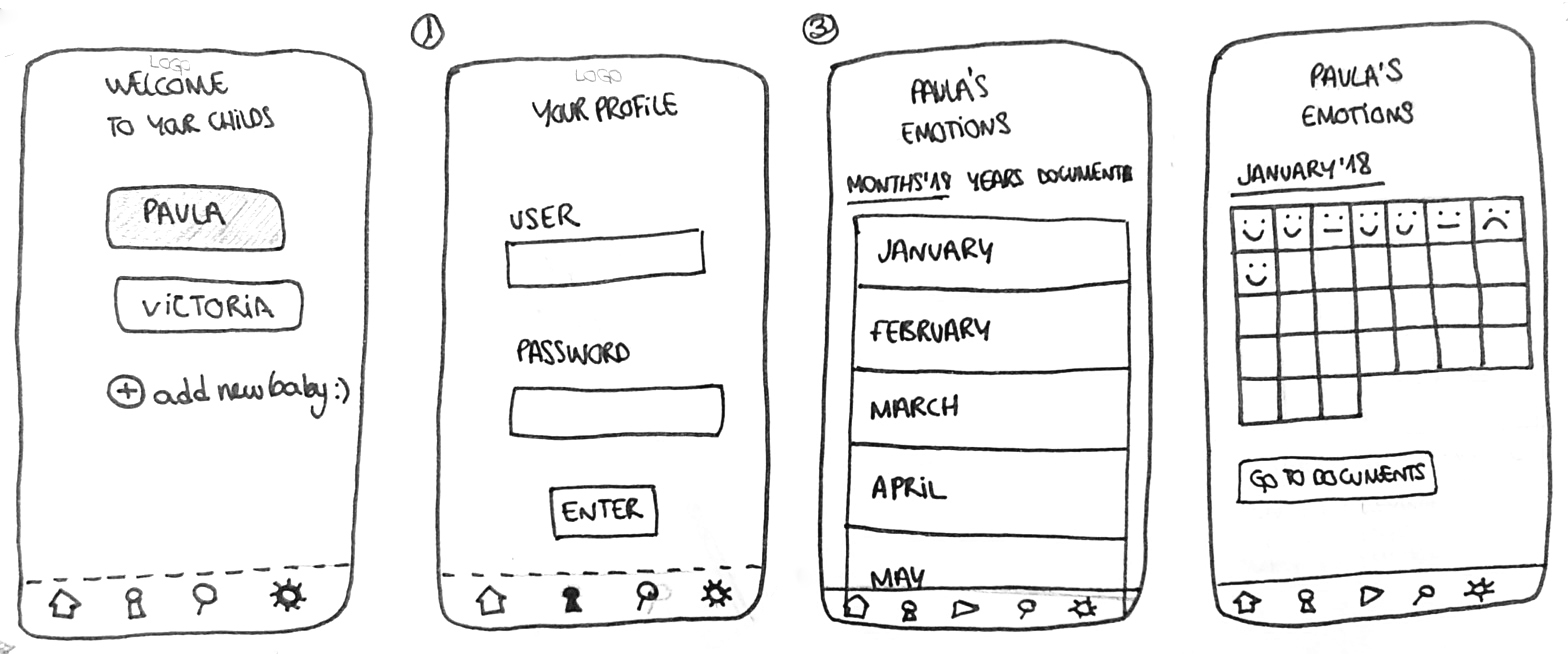 LOGO
WELCOME
TO YOUR CHILDS
PAULA
ViCTORiA
+ add new baby :)
1
LOGO
YOUR PROFiLE
USER
PASSWORD
ENTER
3
PAULA'S
EMOTIONS
MONTHS'18 YEARS DOCUMENTS
JANUARY
FEBRUARY
MARCH
APRiL
MAY
PAULA'S
EMOTIONS
JANUARY'18
GO TO DOCUMENTS